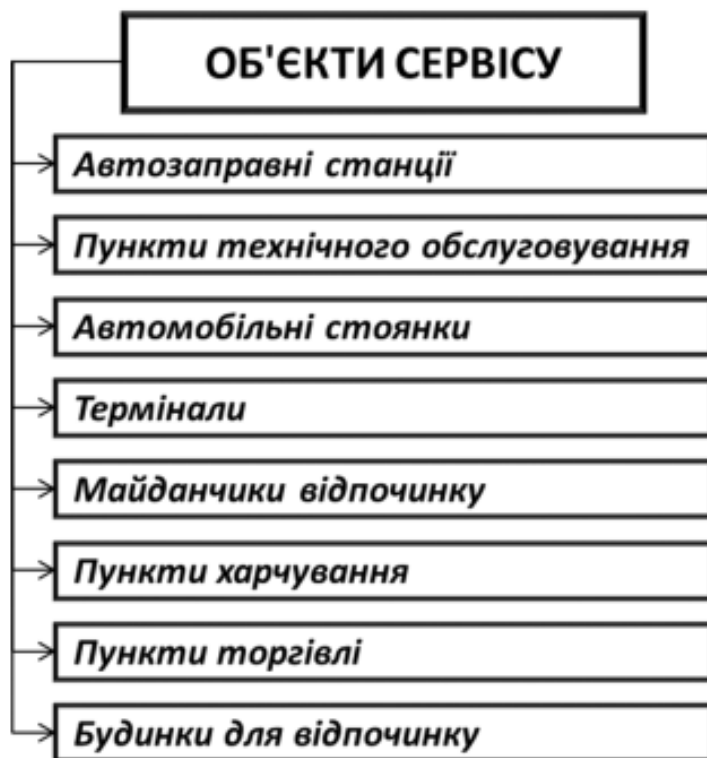 ОБ'ЄКТИ СЕРВІСУ
Автозаправні станції
Пункти технічного обслуговування
Автомобільні стоянки
Термінали
Майданчики відпочинку
Пункти харчування
Пункти торгівлі
Будинки для відпочинку